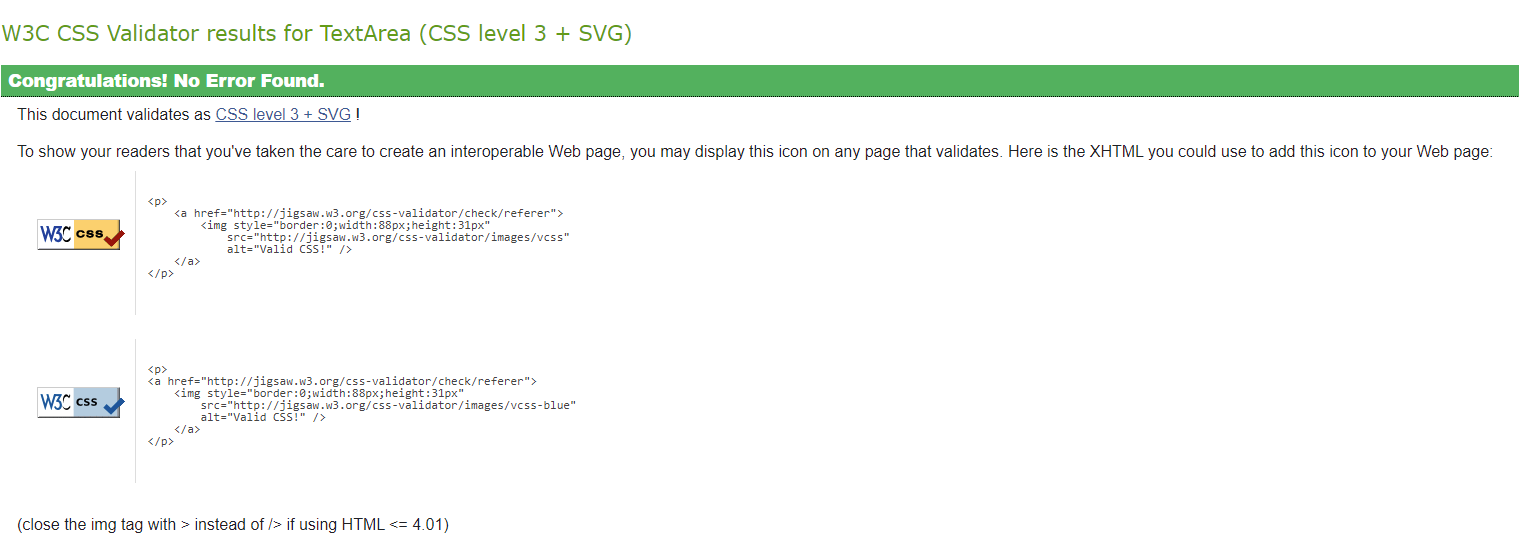 W3C CSS Validator results for TextArea (CSS level 3 + SVG)
Congratulations! No Error Found.
This document validates as CSS level 3 + SVG !
To show your readers that you've taken the care to create an interoperable Web page, you may display this icon on any page that validates. Here is the XHTML you could use to add this icon to your Web page:
W3C css
<p>
    <a href="http://jigsaw.w3.org/css-validator/check/referer">
        <img style="border:0;width:88px;height:31px"
            src="http://jigsaw.w3.org/css-validator/images/vcss"
            alt="Valid CSS!" />
    </a>
</p>
W3C css
<p>
<a href="http://jigsaw.w3.org/css-validator/check/referer">
    <img style="border:0;width:88px;height:31px"
        src="http://jigsaw.w3.org/css-validator/images/vcss-blue"
        alt="Valid CSS!" />
    </a>
</p>
(close the img tag with > instead of /> if using HTML <= 4.01)